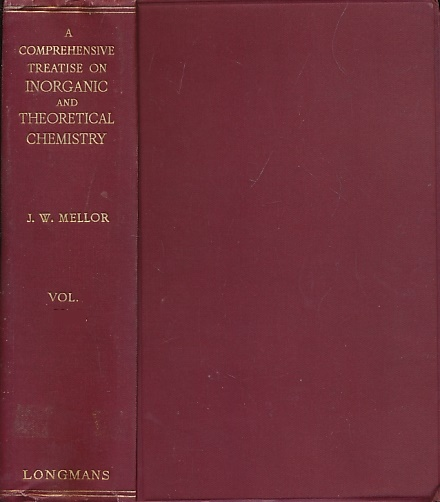 A
COMPREHENSIVE
TREATISE ON
INORGANIC
AND
THEORETICAL
CHEMISTRY
J. W. MELLOR
VOL.
LONGMANS